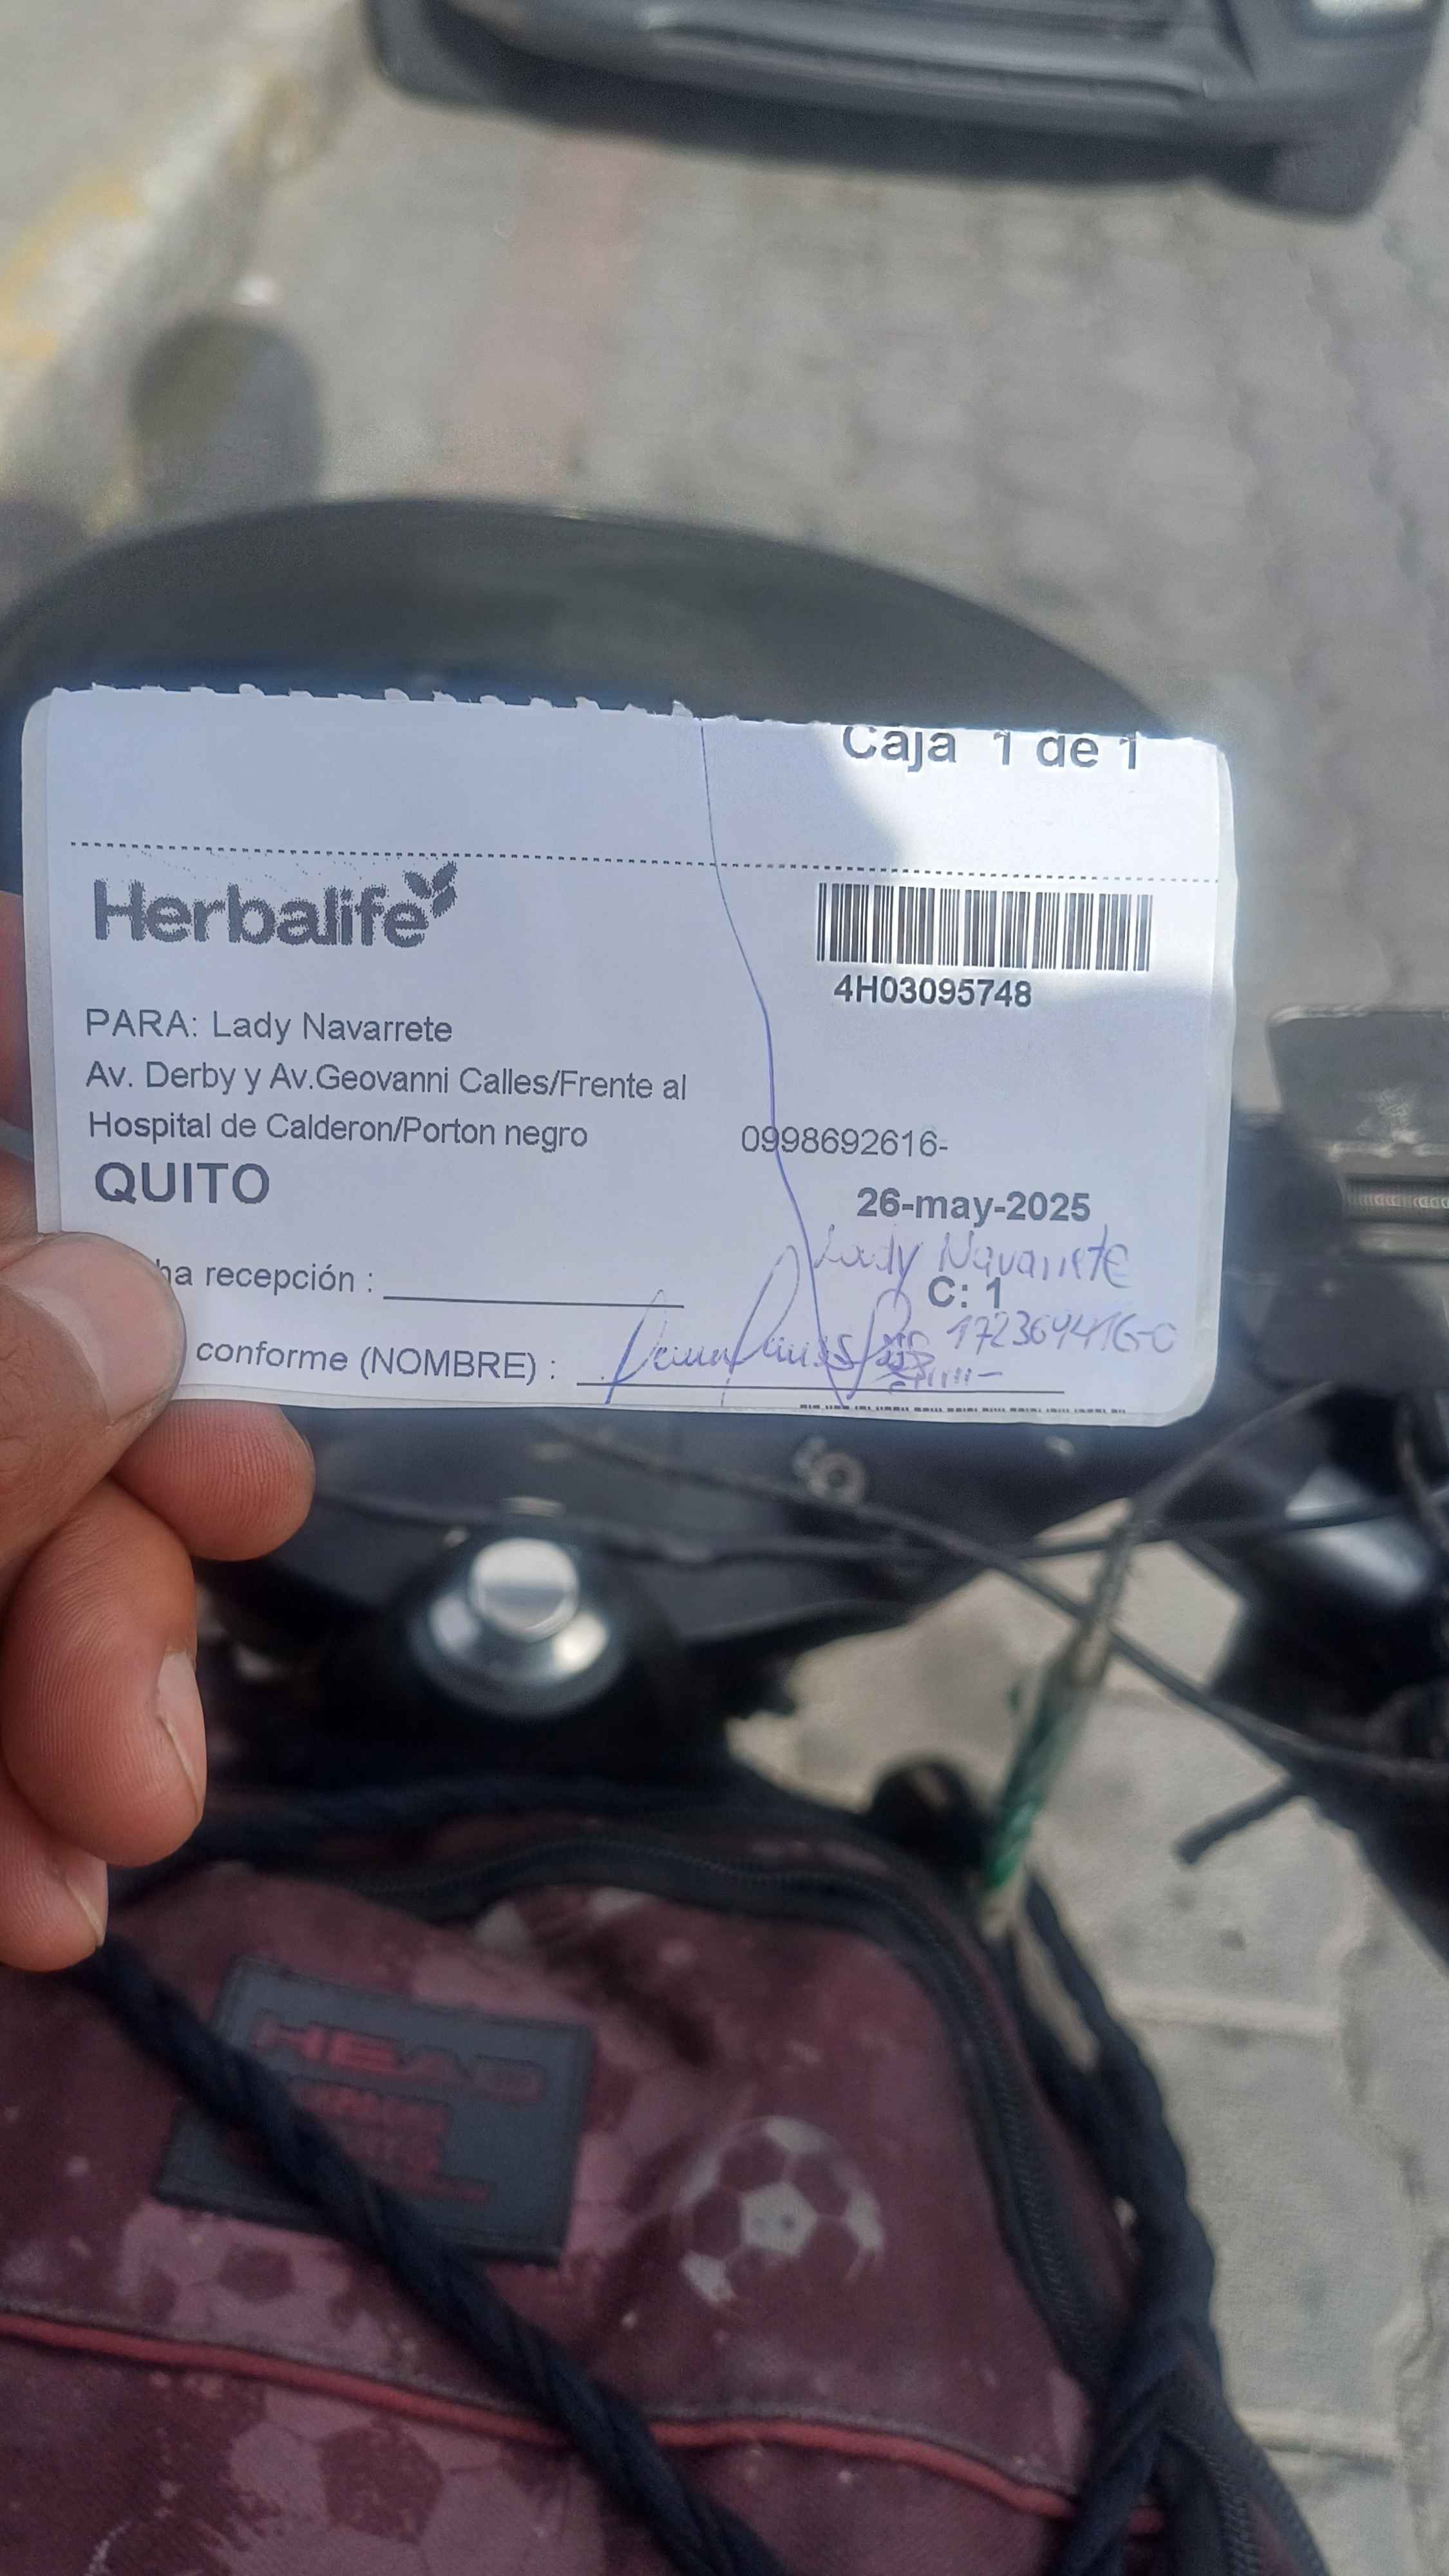 Caja 1 de 1
Herbalife
4H03095748
PARA: Lady Navarrete
Av. Derby y Av.Geovanni Calles/Frente al
Hospital de Calderon/Porton negro
0998692616-
QUITO
26-may-2025
Lady Navarrete
ha recepción :
C: 1
conforme (NOMBRE) :
HEAD